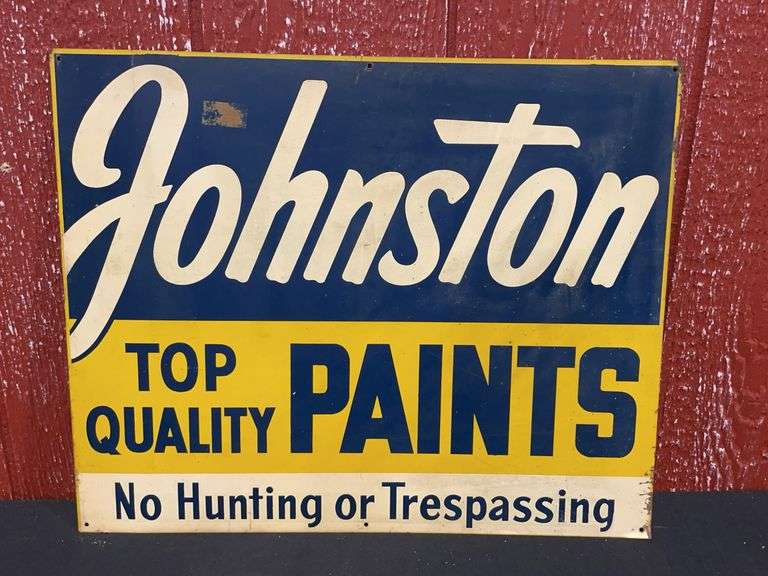 Johnston
TOP
QUALITY PAINTS
No Hunting or Trespassing